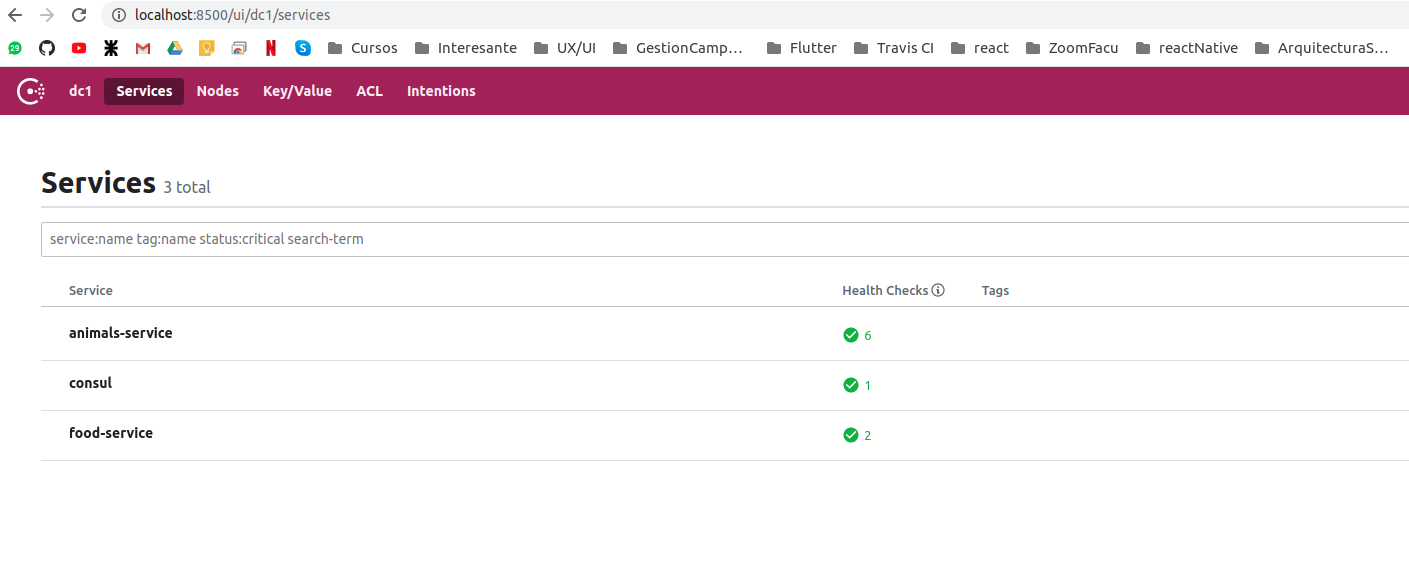 localhost:8500/ui/dc1/services
29 Cursos Interesante UX/UI GestionCamp... Flutter Travis CI react ZoomFacu reactNative ArquitecturaS...
dc1 Services Nodes Key/Value ACL Intentions
Services 3 total
service:name tag:name status:critical search-term
Service Health Checks Tags
animals-service 6
consul 1
food-service 2